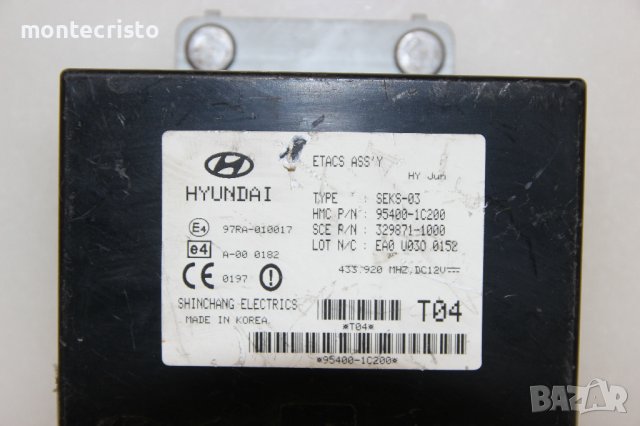 montecristo
ETACS ASS'Y
HY Jun
HYUNDAI
TYPE : SEKS-03
HMC P/N : 95400-1C200
SCE P/N : 329871-1000
LOT N/C : EA0 U030 0152
E4 97RA-010017
e4 A-00 0182
CE 0197
433.920 MHZ, DC12V
SHINCHANG ELECTRICS
MADE IN KOREA
T04
*T04*
*95400-1C200*
BAZAR